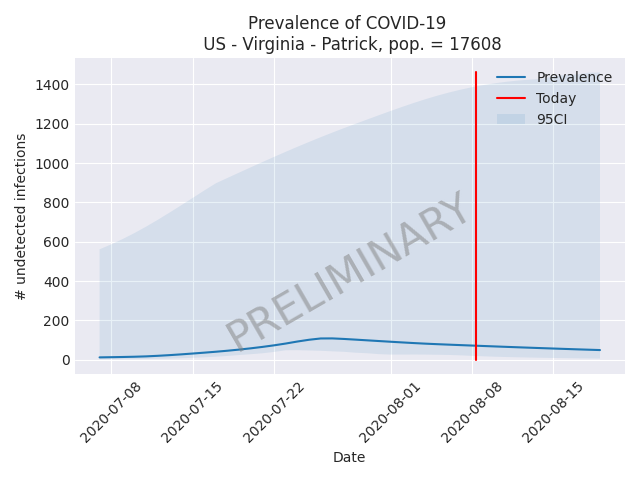 Prevalence of COVID-19
US - Virginia - Patrick, pop. = 17608
Prevalence
Today
95CI
1400
1200
1000
800
600
400
200
0
# undetected infections
PRELIMINARY
2020-07-08
2020-07-15
2020-07-22
2020-08-01
2020-08-08
2020-08-15
Date